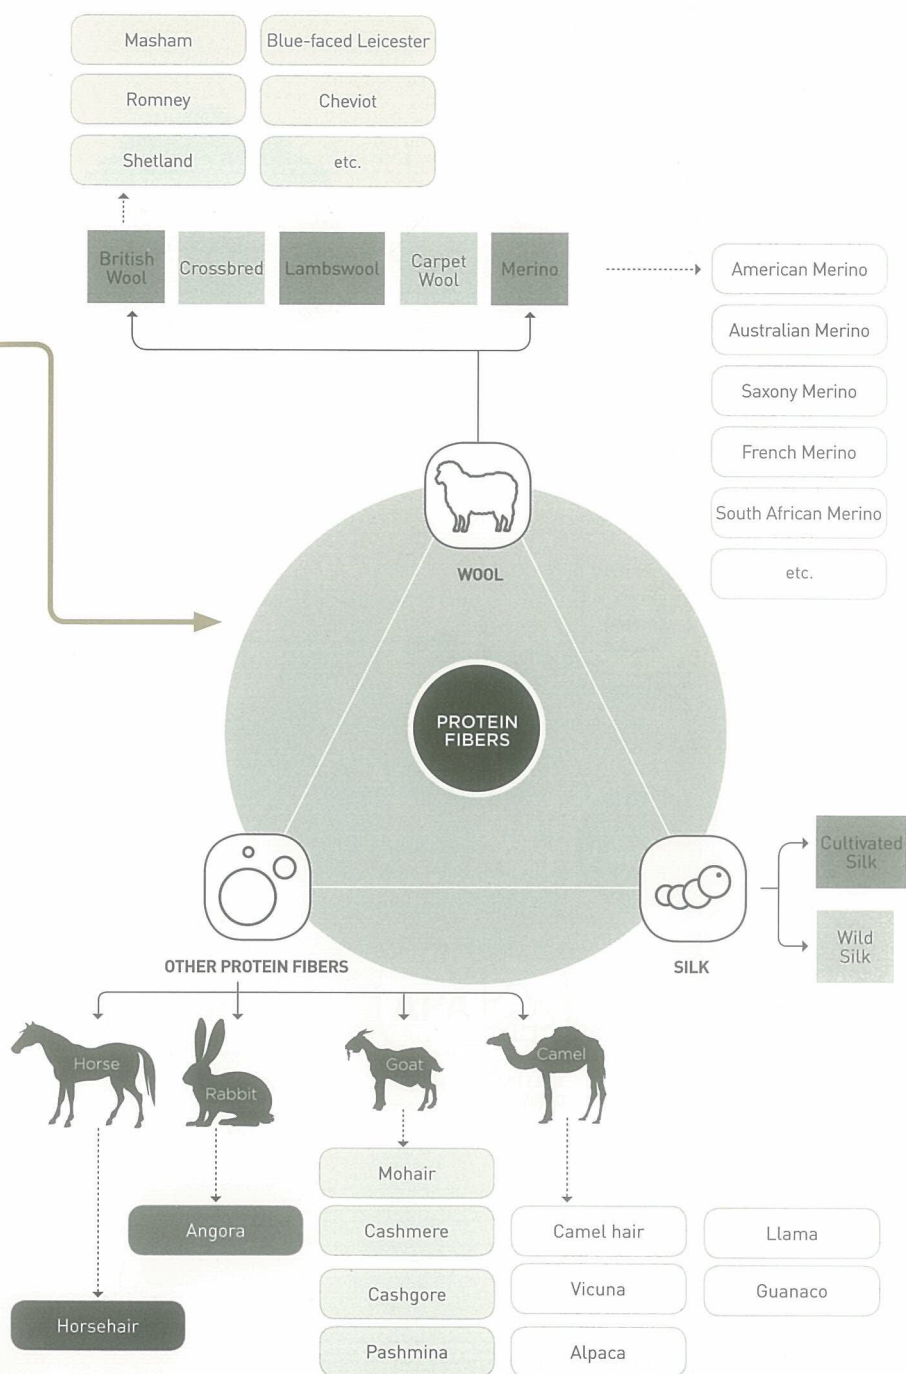 Masham
Blue-faced Leicester
Romney
Cheviot
Shetland
etc.
British
Wool
Crossbred
Lambswool
Carpet
Wool
Merino
American Merino
Australian Merino
Saxony Merino
French Merino
South African Merino
etc.
WOOL
PROTEIN
FIBERS
Cultivated
Silk
Wild
Silk
OTHER PROTEIN FIBERS
SILK
Horse
Rabbit
Goat
Camel
Mohair
Angora
Cashmere
Camel hair
Llama
Cashgore
Vicuna
Guanaco
Horsehair
Pashmina
Alpaca